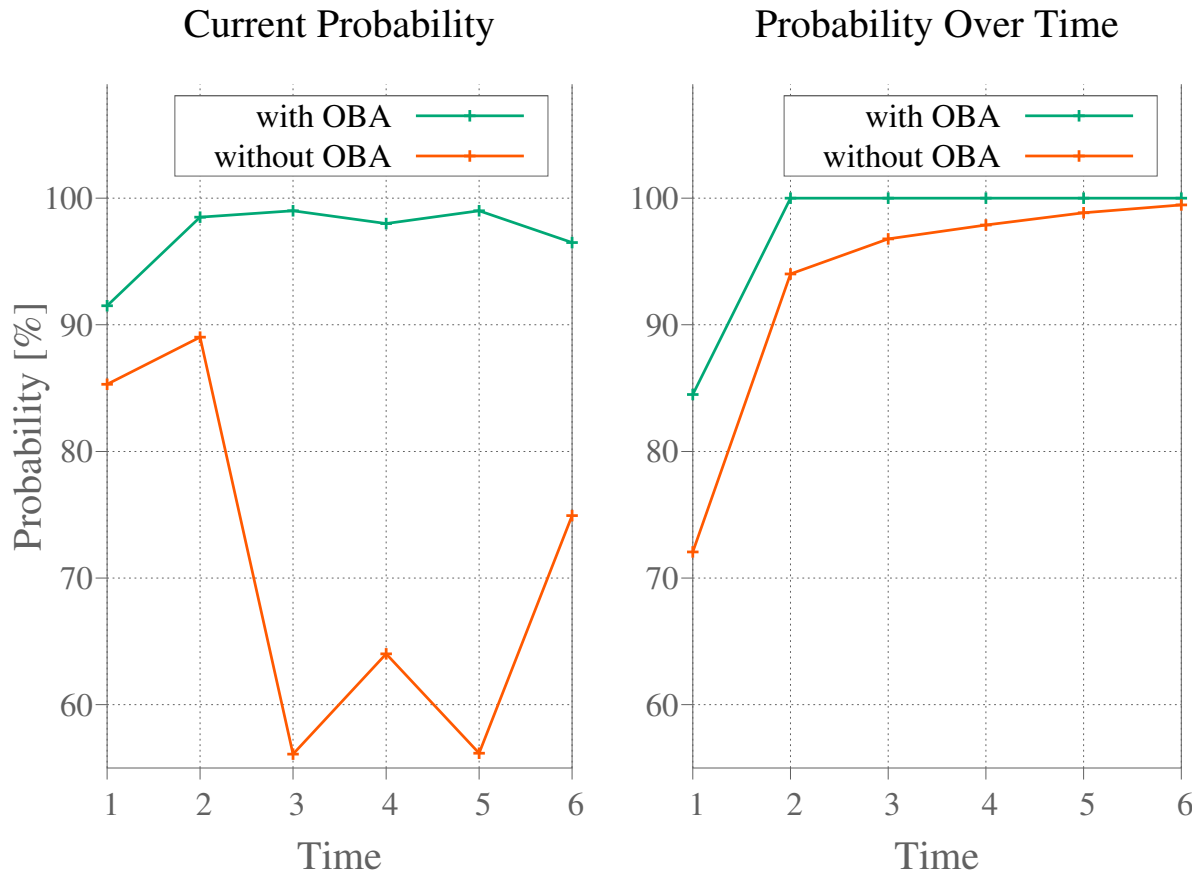 Current Probability
with OBA
without OBA
100
90
80
70
60
Probability [%]
1 2 3 4 5 6
Time
Probability Over Time
with OBA
without OBA
100
90
80
70
60
1 2 3 4 5 6
Time